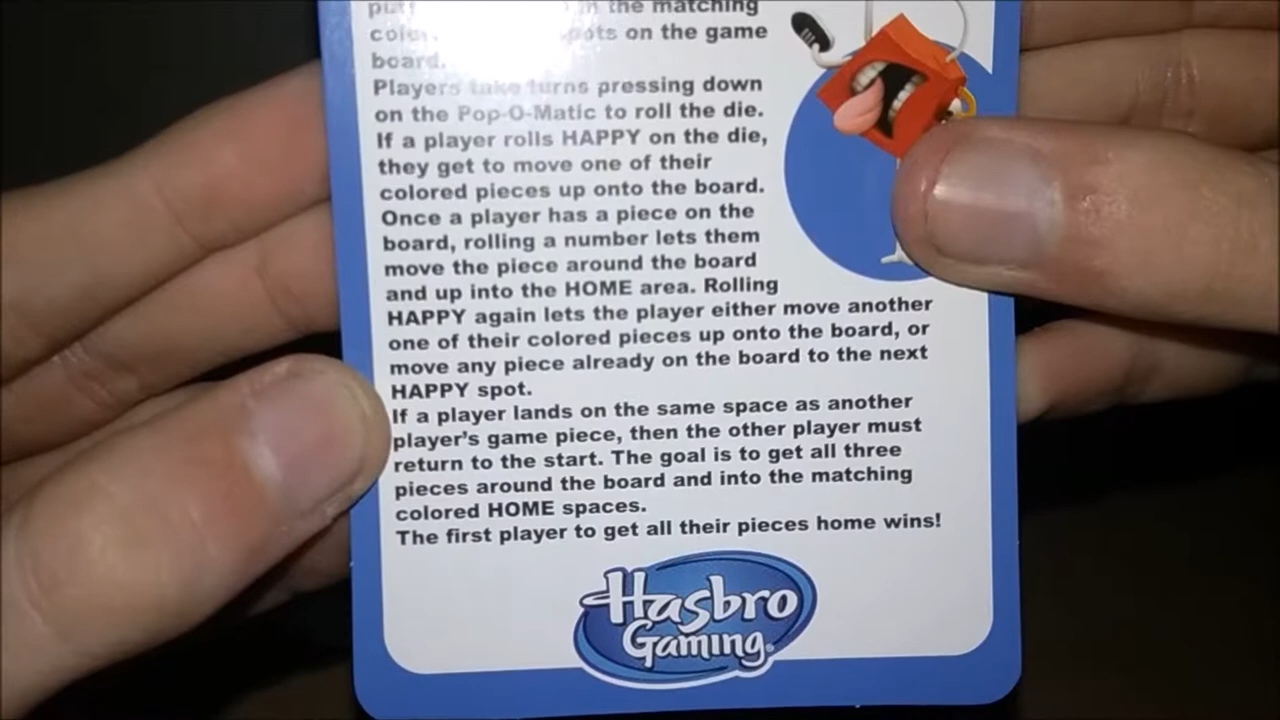 in the matching
spots on the game
board.
Players take turns pressing down
on the Pop-O-Matic to roll the die.
If a player rolls HAPPY on the die,
they get to move one of their
colored pieces up onto the board.
Once a player has a piece on the
board, rolling a number lets them
move the piece around the board
and up into the HOME area. Rolling
HAPPY again lets the player either move another
one of their colored pieces up onto the board, or
move any piece already on the board to the next
HAPPY spot.
If a player lands on the same space as another
player's game piece, then the other player must
return to the start. The goal is to get all three
pieces around the board and into the matching
colored HOME spaces.
The first player to get all their pieces home wins!
Hasbro
Gaming